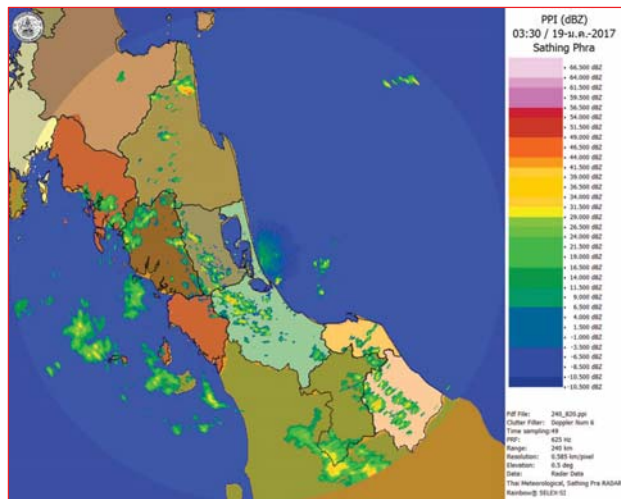 PPI (dBZ)
03:30 / 19-ม.ค.-2017
Sathing Phra
+ 66.500 dBZ
+ 64.000 dBZ
+ 61.500 dBZ
+ 59.500 dBZ
+ 56.500 dBZ
+ 54.000 dBZ
+ 51.500 dBZ
+ 49.000 dBZ
+ 46.500 dBZ
+ 44.000 dBZ
+ 41.500 dBZ
+ 39.000 dBZ
+ 36.500 dBZ
+ 34.000 dBZ
+ 31.500 dBZ
+ 29.000 dBZ
+ 26.500 dBZ
+ 24.000 dBZ
+ 21.500 dBZ
+ 19.000 dBZ
+ 16.500 dBZ
+ 14.000 dBZ
+ 11.500 dBZ
+ 9.000 dBZ
+ 6.500 dBZ
+ 4.000 dBZ
+ 1.500 dBZ
+ -1.000 dBZ
+ -3.500 dBZ
+ -6.500 dBZ
+ -8.500 dBZ
+ -10.500 dBZ
-10.500 dBZ
Pdf File: 240_820.ppi
Clutter Filter: Doppler Num 6
Time sampling: 49
PRF: 625 Hz
Range: 240 km
Resolution: 0.585 km/pixel
Elevation: 0.5 deg
Data: Radar Data
Thai Meteorological, Sathing Pra RADAR
Rainbow® SELEX-SI